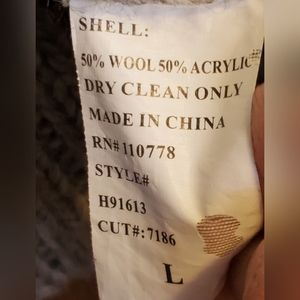 SHELL:
50% WOOL 50% ACRYLIC
DRY CLEAN ONLY
MADE IN CHINA
RN# 110778
STYLE#
H91613
CUT#: 7186
L